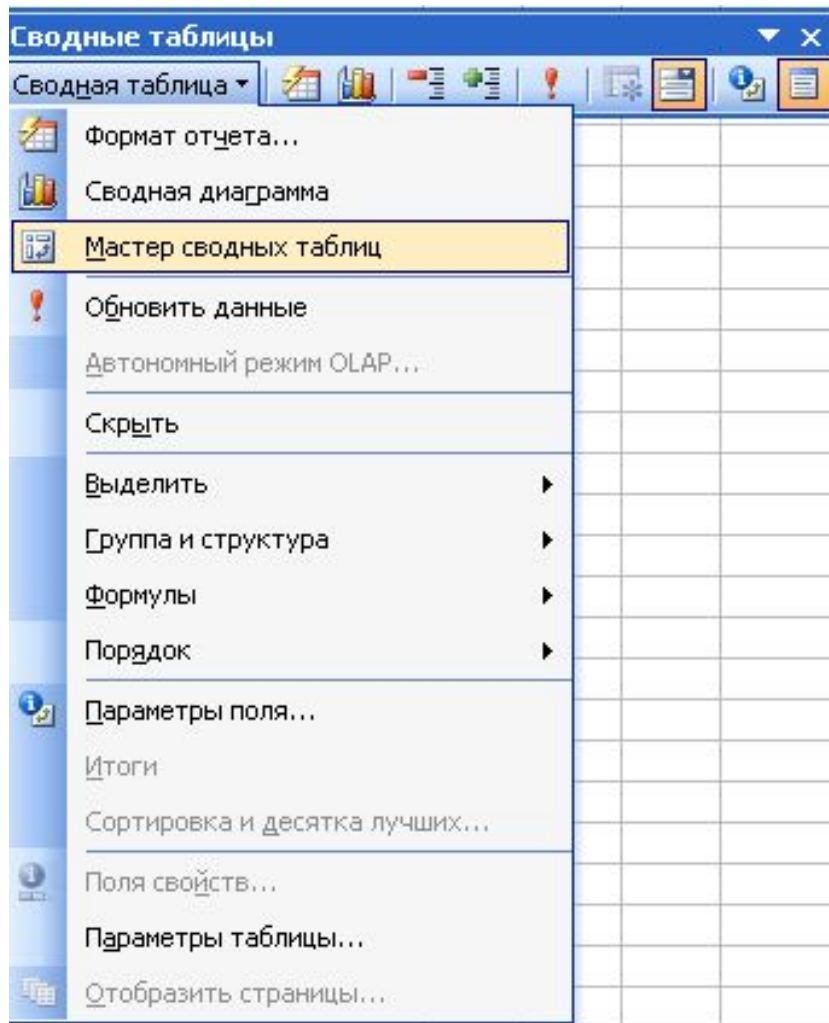 Сводные таблицы
Сводная таблица
Формат отчета...
Сводная диаграмма
Мастер сводных таблиц
Обновить данные
Автономный режим OLAP...
Скрыть
Выделить
Группа и структура
Формулы
Порядок
Параметры поля...
Итоги
Сортировка и десятка лучших...
Поля свойств...
Параметры таблицы...
Отобразить страницы...